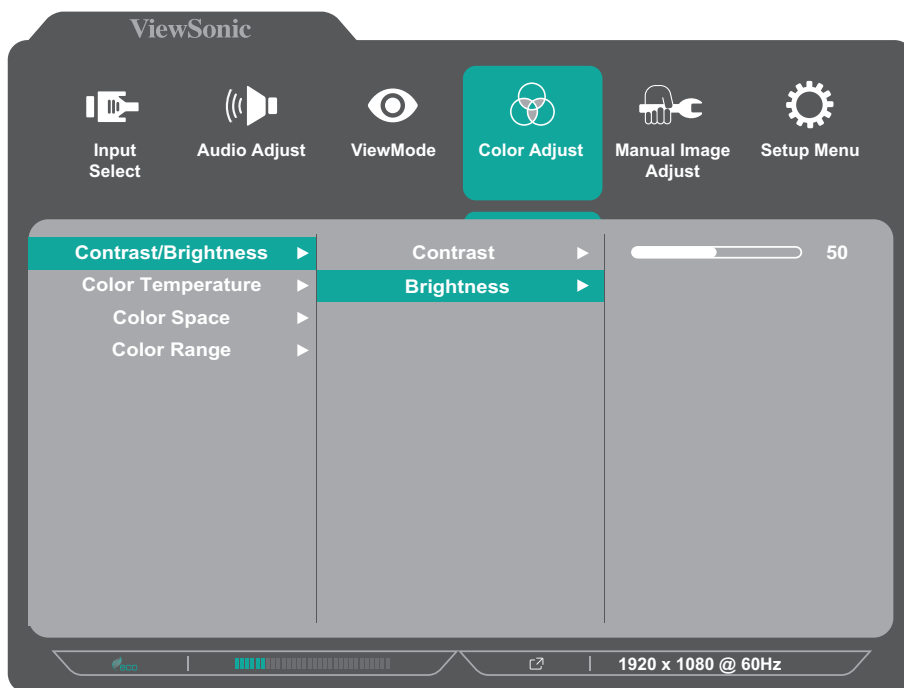 ViewSonic
Input Select
Audio Adjust
ViewMode
Color Adjust
Manual Image Adjust
Setup Menu
Contrast/Brightness
Contrast
50
Color Temperature
Brightness
Color Space
Color Range
eco
1920 x 1080 @ 60Hz